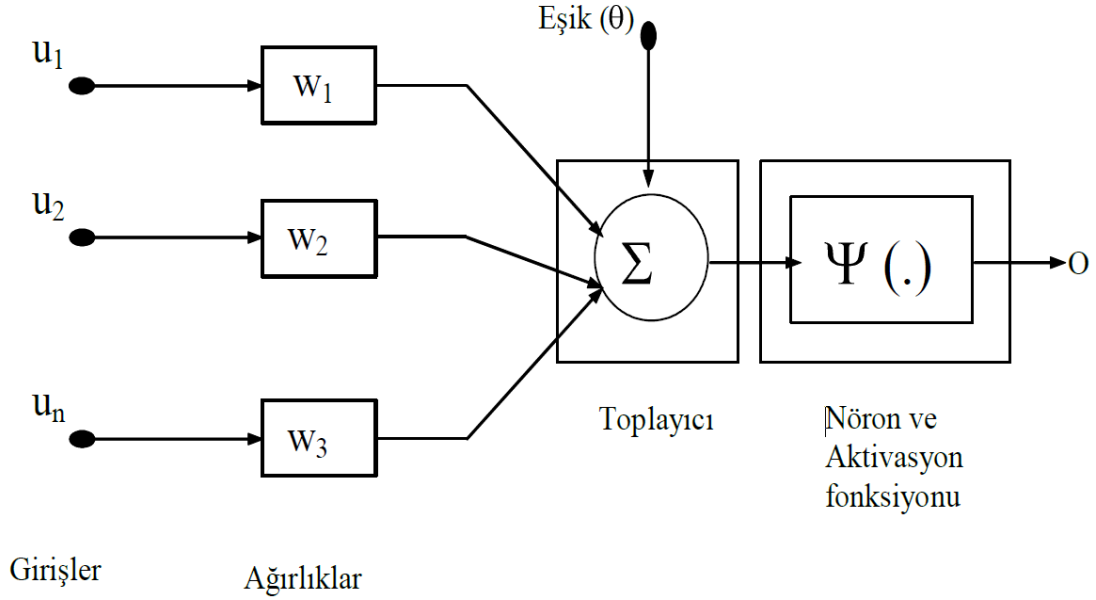 Eşik (θ)
u1
w1
u2
w2
Σ
Ψ (.)
O
un
w3
Toplayıcı
Nöron ve
Aktivasyon
fonksiyonu
Girişler
Ağırlıklar